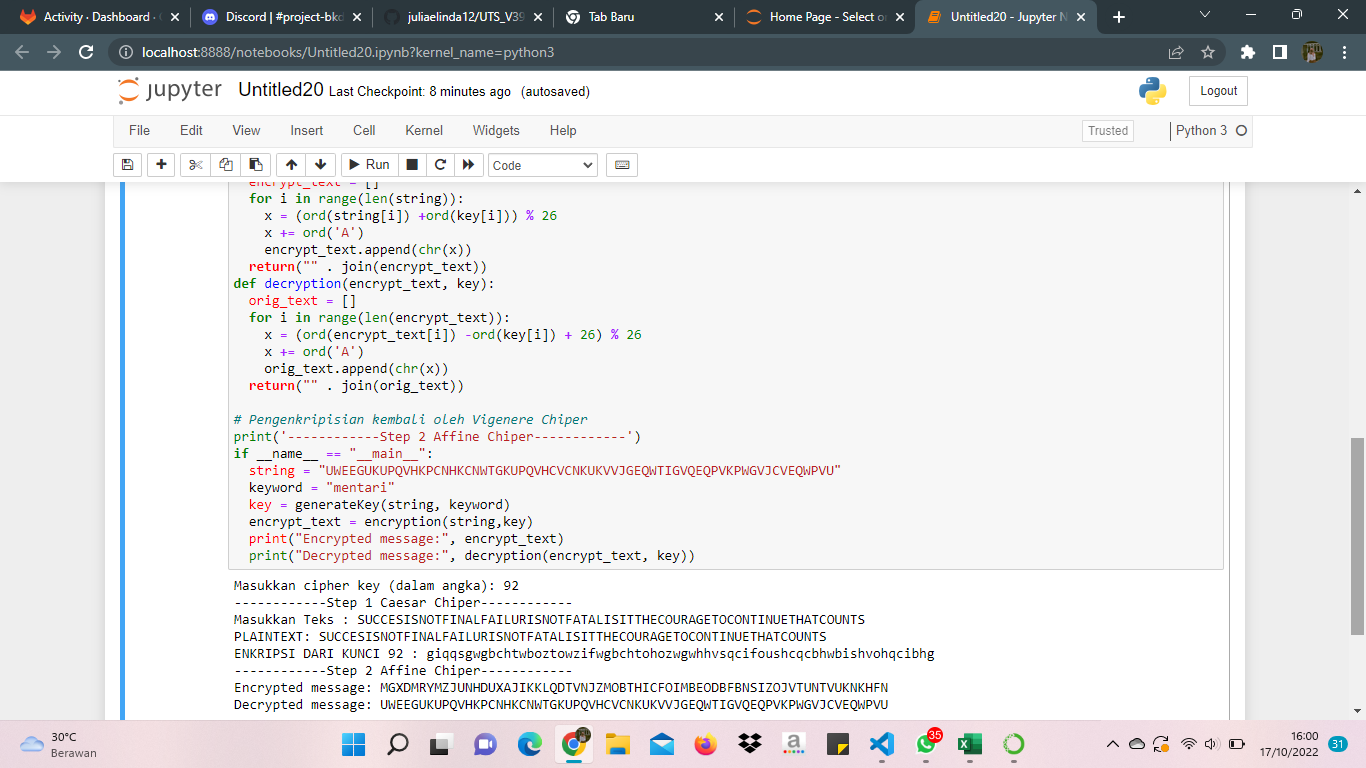 Activity · Dashboard ·
Discord | #project-bkd
juliaelinda12/UTS_V39
Tab Baru
Home Page - Select o
Untitled20 - Jupyter N
localhost:8888/notebooks/Untitled20.ipynb?kernel_name=python3
jupyter Untitled20 Last Checkpoint: 8 minutes ago (autosaved)
Logout
File Edit View Insert Cell Kernel Widgets Help
Trusted
Python 3
Run
Code
encrypt_text = []
for i in range(len(string)):
x = (ord(string[i]) +ord(key[i])) % 26
x += ord('A')
encrypt_text.append(chr(x))
return("" . join(encrypt_text))
def decryption(encrypt_text, key):
orig_text = []
for i in range(len(encrypt_text)):
x = (ord(encrypt_text[i]) -ord(key[i]) + 26) % 26
x += ord('A')
orig_text.append(chr(x))
return("" . join(orig_text))
# Pengenkripisian kembali oleh Vigenere Chiper
print('------------Step 2 Affine Chiper------------')
if __name__ == "__main__":
string = "UWEEGUKUPQVHKPCNHKCNWTGKUPQVHCVCNKUKVVJGEQWTIGVQEQPVKPWGVJCVEQWPVU"
keyword = "mentari"
key = generateKey(string, keyword)
encrypt_text = encryption(string,key)
print("Encrypted message:", encrypt_text)
print("Decrypted message:", decryption(encrypt_text, key))
Masukkan cipher key (dalam angka): 92
------------Step 1 Caesar Chiper------------
Masukkan Teks : SUCCESISNOTFINALFAILURISNOTFATALISITTHECOURAGETOCONTINUETHATCOUNTS
PLAINTEXT: SUCCESISNOTFINALFAILURISNOTFATALISITTHECOURAGETOCONTINUETHATCOUNTS
ENKRIPSI DARI KUNCI 92 : giqqsgwgbchtwboztowzifwgbchtohozwgwhhvsqcifoushcqcbhwbishvohqcibhg
------------Step 2 Affine Chiper------------
Encrypted message: MGXDMRYMZJUNHDUXAJIKKLQDTVNJZMOBTHICFOIMBEODBFBNSIZOJVTUNTVUKNKHFN
Decrypted message: UWEEGUKUPQVHKPCNHKCNWTGKUPQVHCVCNKUKVVJGEQWTIGVQEQPVKPWGVJCVEQWPVU
30°C
Berawan
35
16:00
17/10/2022
31